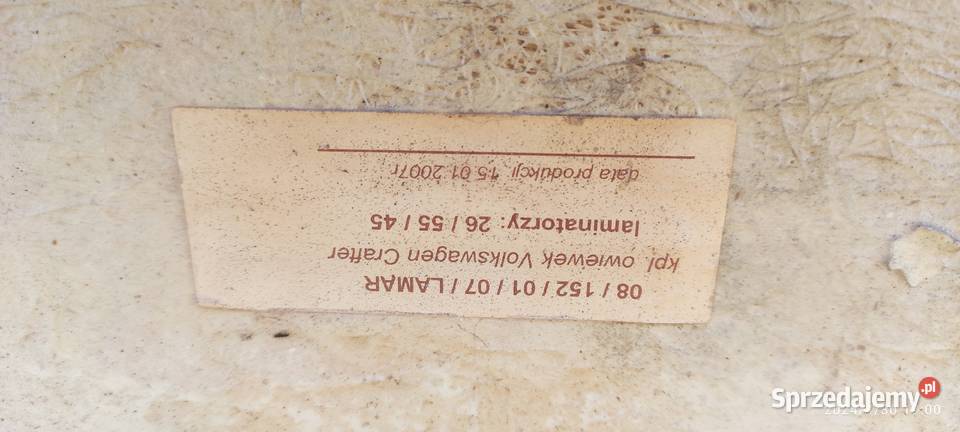 08 / 152 / 01 / 07 / LAMAR
kpl. owiewek Volkswagen Crafter
laminatorzy: 26 / 55 / 45
data produkcji 15 01 2007r
Sprzedajemy.pl